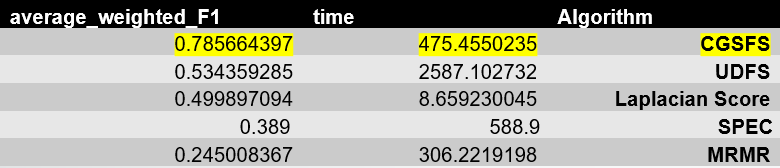 average_weighted_F1 time Algorithm
0.785664397 475.4550235 CGSFS
0.534359285 2587.102732 UDFS
0.499897094 8.659230045 Laplacian Score
0.389 588.9 SPEC
0.245008367 306.2219198 MRMR